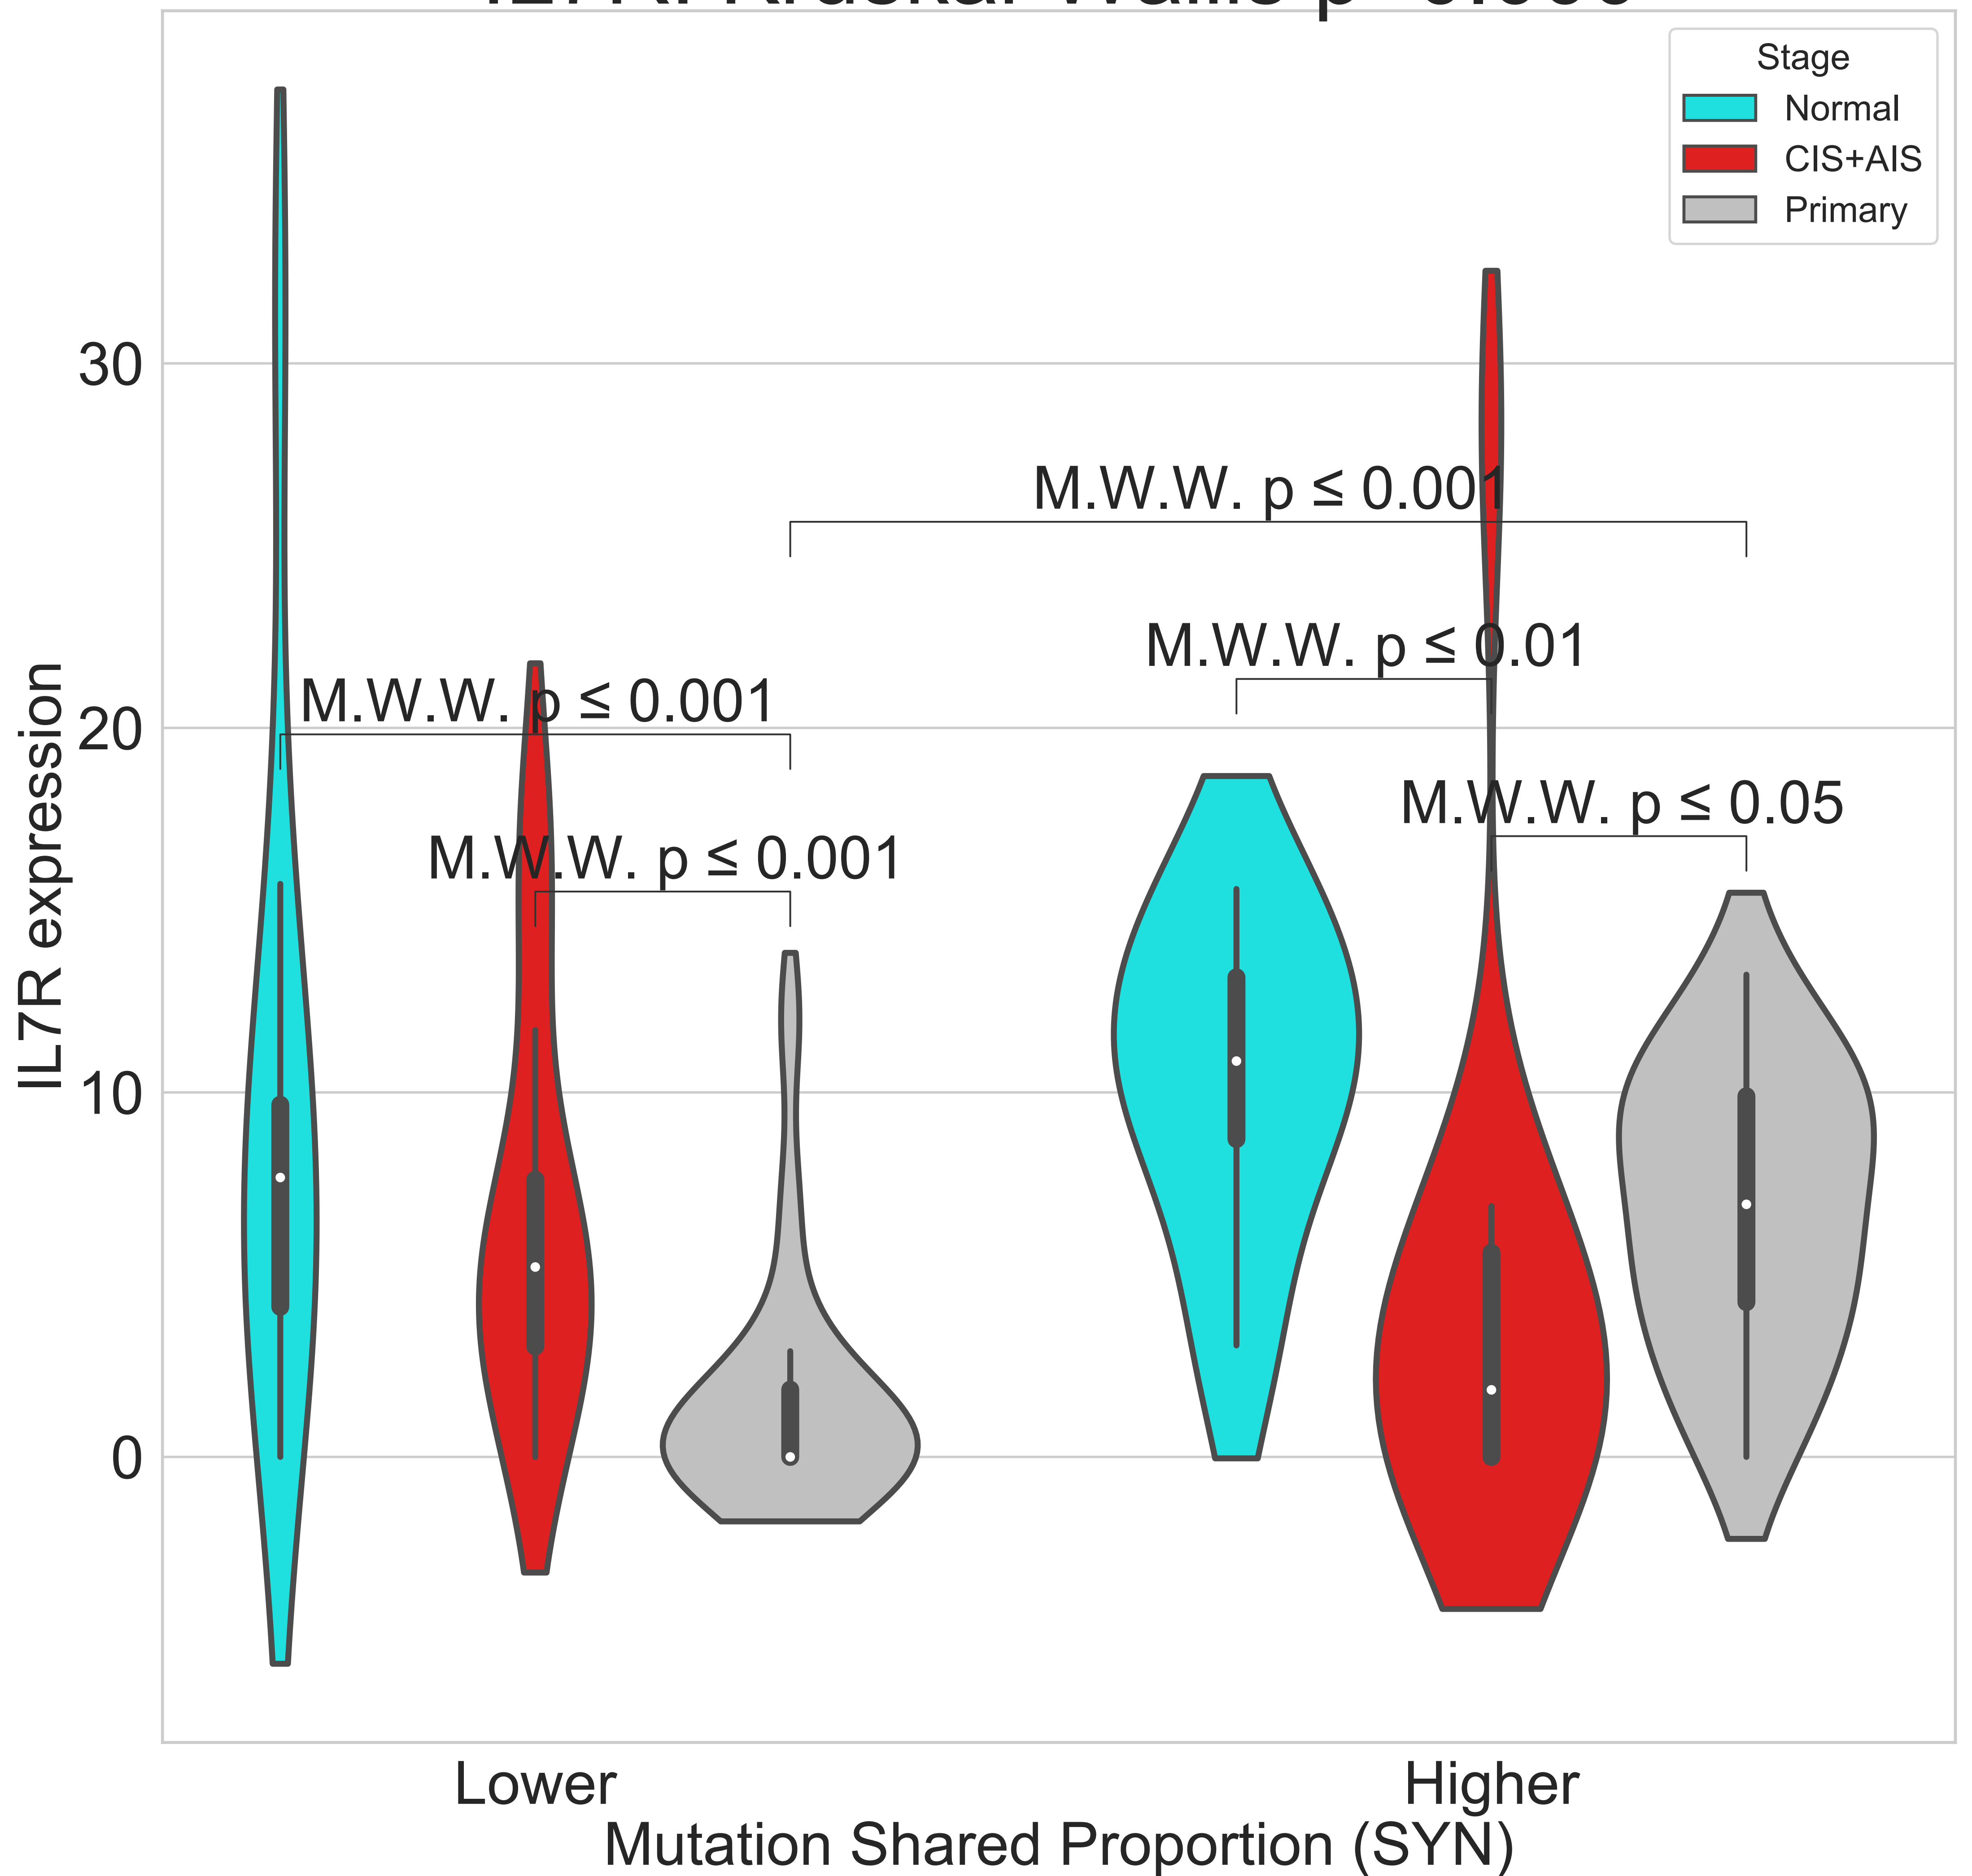 Stage
Normal
CIS+AIS
Primary
30
M.W.W. p ≤ 0.001
M.W.W. p ≤ 0.01
M.W.W. p ≤ 0.001
20
M.W.W. p ≤ 0.05
M.W.W. p ≤ 0.001
10
0
IL7R expression
Lower
Higher
Mutation Shared Proportion (SYN)